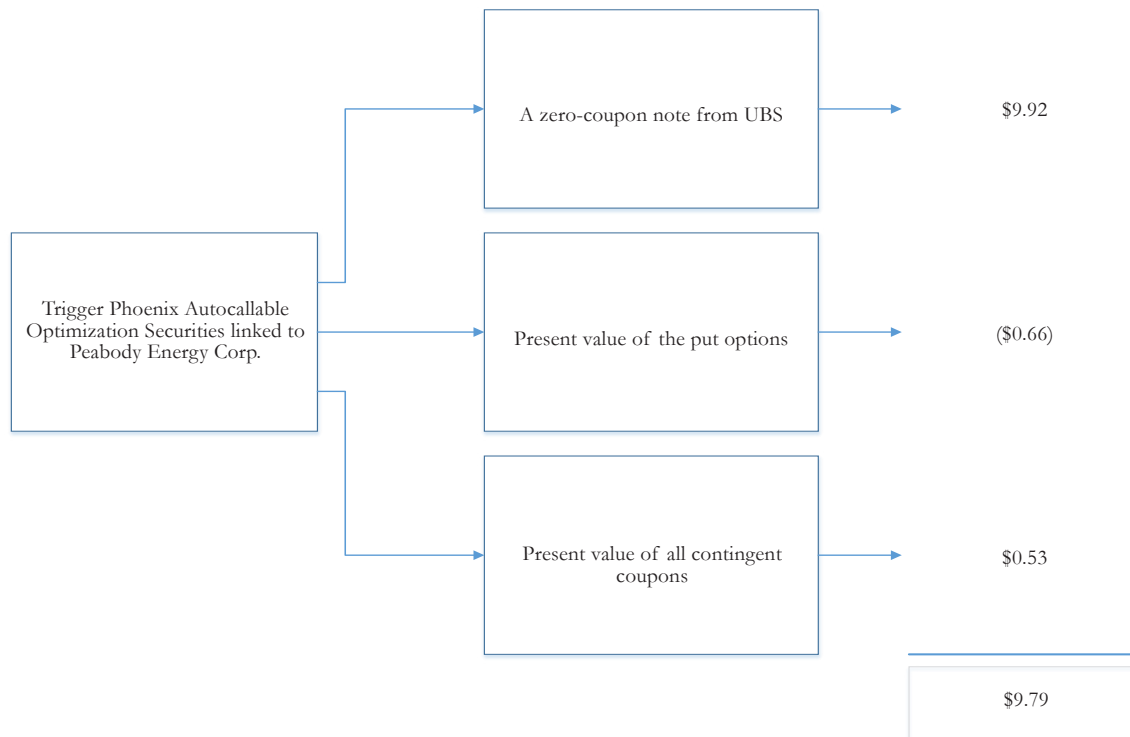 A zero-coupon note from UBS
$9.92
Trigger Phoenix Autocallable
Optimization Securities linked to
Peabody Energy Corp.
Present value of the put options
($0.66)
Present value of all contingent
coupons
$0.53
$9.79